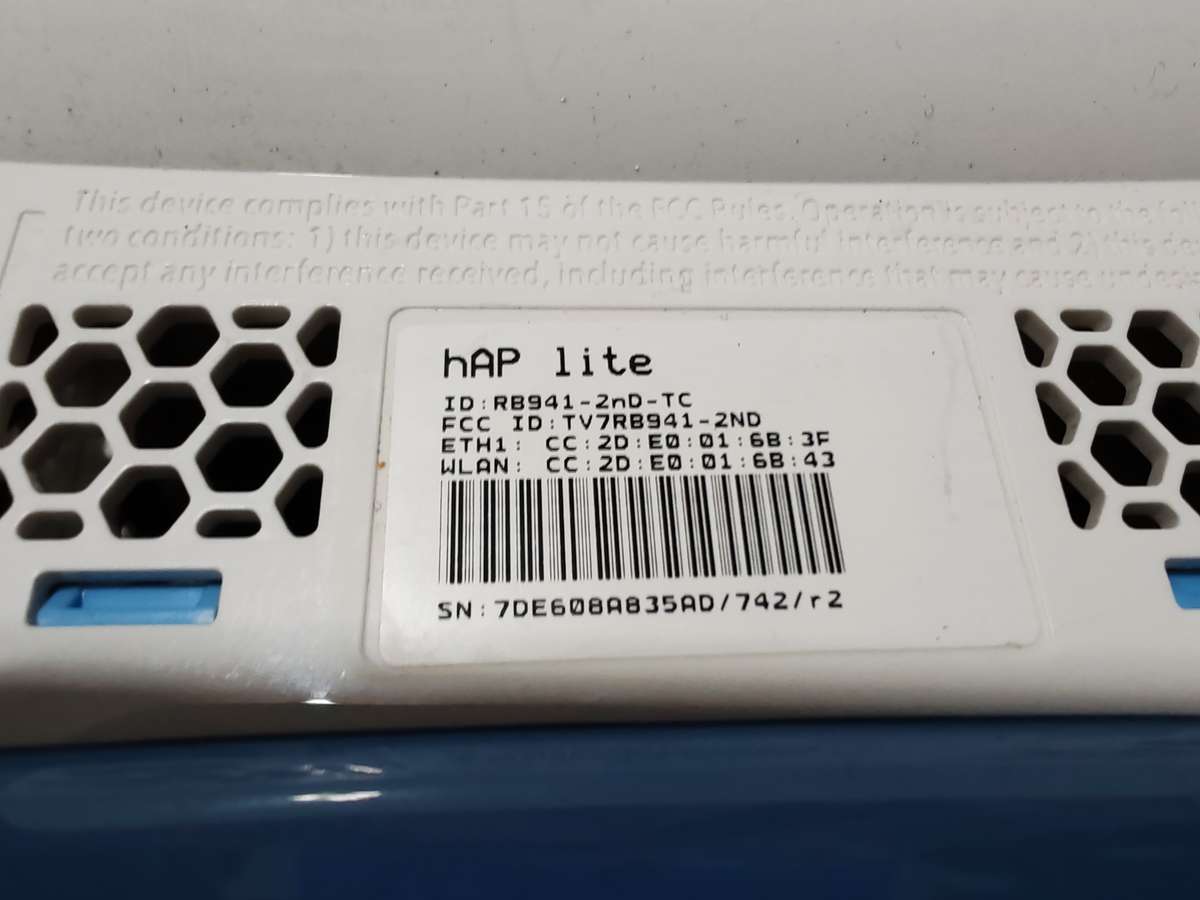 This device complies with Part 15 of the FCC Rules. Operation is subject to the
two conditions: 1) this device may not cause harmful interference and 2) this
accept any interference received, including interference that may cause
hAP lite
ID:RB941-2nD-TC
FCC ID:TV7RB941-2ND
ETH1: CC:2D:E0:01:6B:3F
WLAN: CC:2D:E0:01:6B:43
SN:7DE608A835AD/742/r2